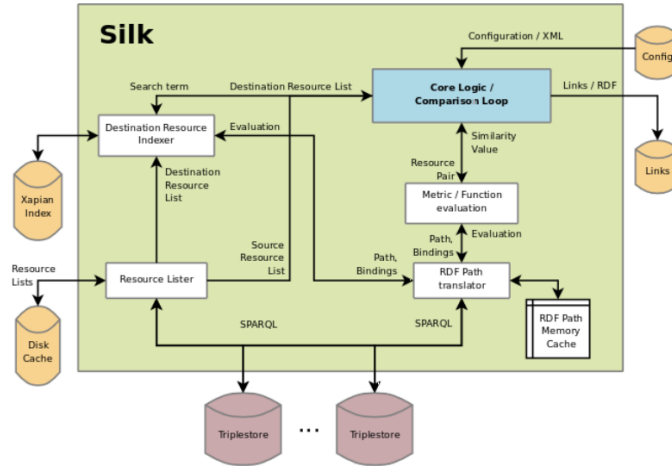 Silk
Configuration / XML
Config
Search term
Destination Resource List
Core Logic /
Comparison Loop
Links / RDF
Destination Resource
Indexer
Evaluation
Similarity
Value
Links
Xapian
Index
Destination
Resource
List
Resource
Pair
Metric / Function
evaluation
Evaluation
Path,
Bindings
Source
Resource
List
Path,
Bindings
Resource
Lists
Resource Lister
RDF Path
translator
Disk
Cache
SPARQL
SPARQL
RDF Path
Memory
Cache
Triplestore
...
Triplestore